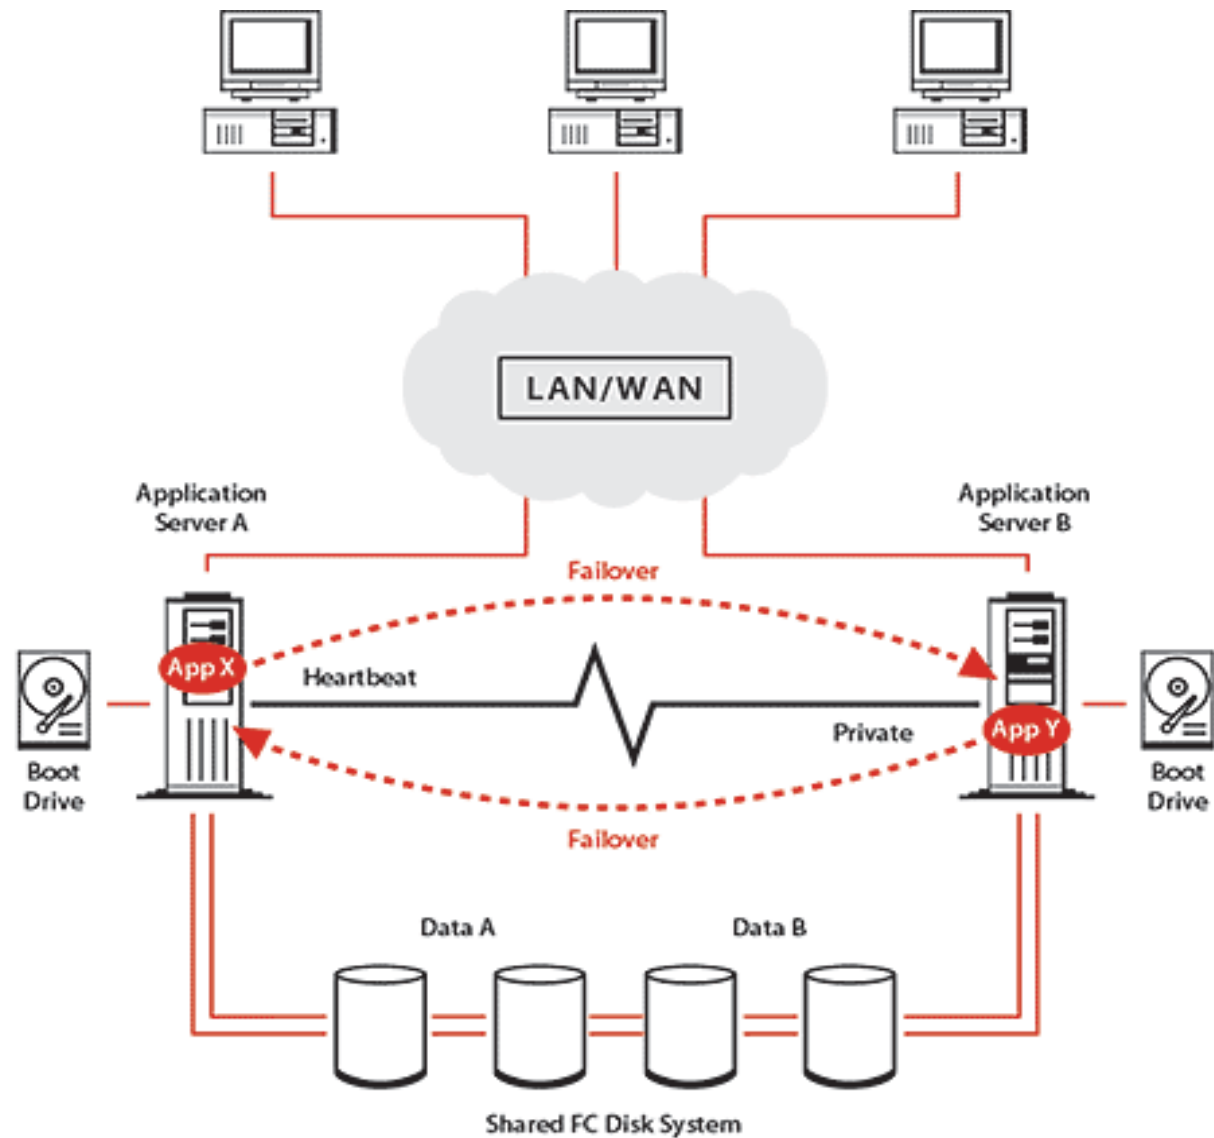 LAN/WAN
Application
Server A
Application
Server B
Failover
App X
Heartbeat
Private
App Y
Boot
Drive
Boot
Drive
Failover
Data A
Data B
Shared FC Disk System